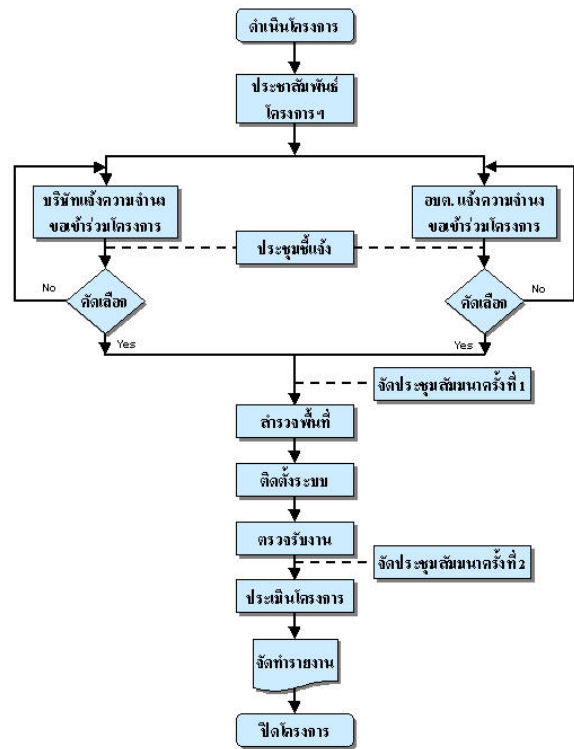 ดำเนินโครงการ
ประชาสัมพันธ์
โครงการฯ
บริษัทแจ้งความจำนง
ขอเข้าร่วมโครงการ
อบต. แจ้งความจำนง
ขอเข้าร่วมโครงการ
ประชุมชี้แจง
No
คัดเลือก
คัดเลือก
No
Yes
Yes
จัดประชุมสัมมนาครั้งที่ 1
สำรวจพื้นที่
ติดตั้งระบบ
ตรวจรับงาน
จัดประชุมสัมมนาครั้งที่ 2
ประเมินโครงการ
จัดทำรายงาน
ปิดโครงการ